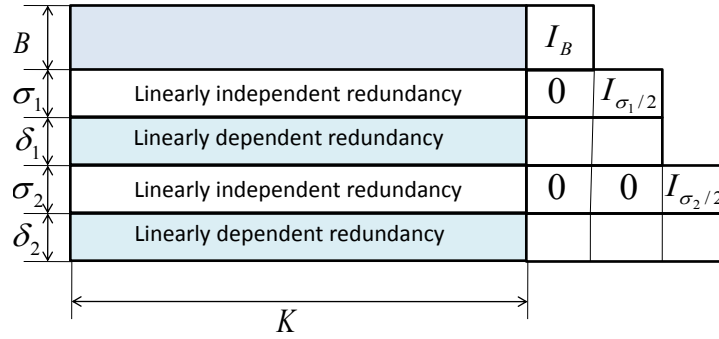 B I_B
σ_1 Linearly independent redundancy 0 I_{σ_1/2}
δ_1 Linearly dependent redundancy
σ_2 Linearly independent redundancy 0 0 I_{σ_2/2}
δ_2 Linearly dependent redundancy
K